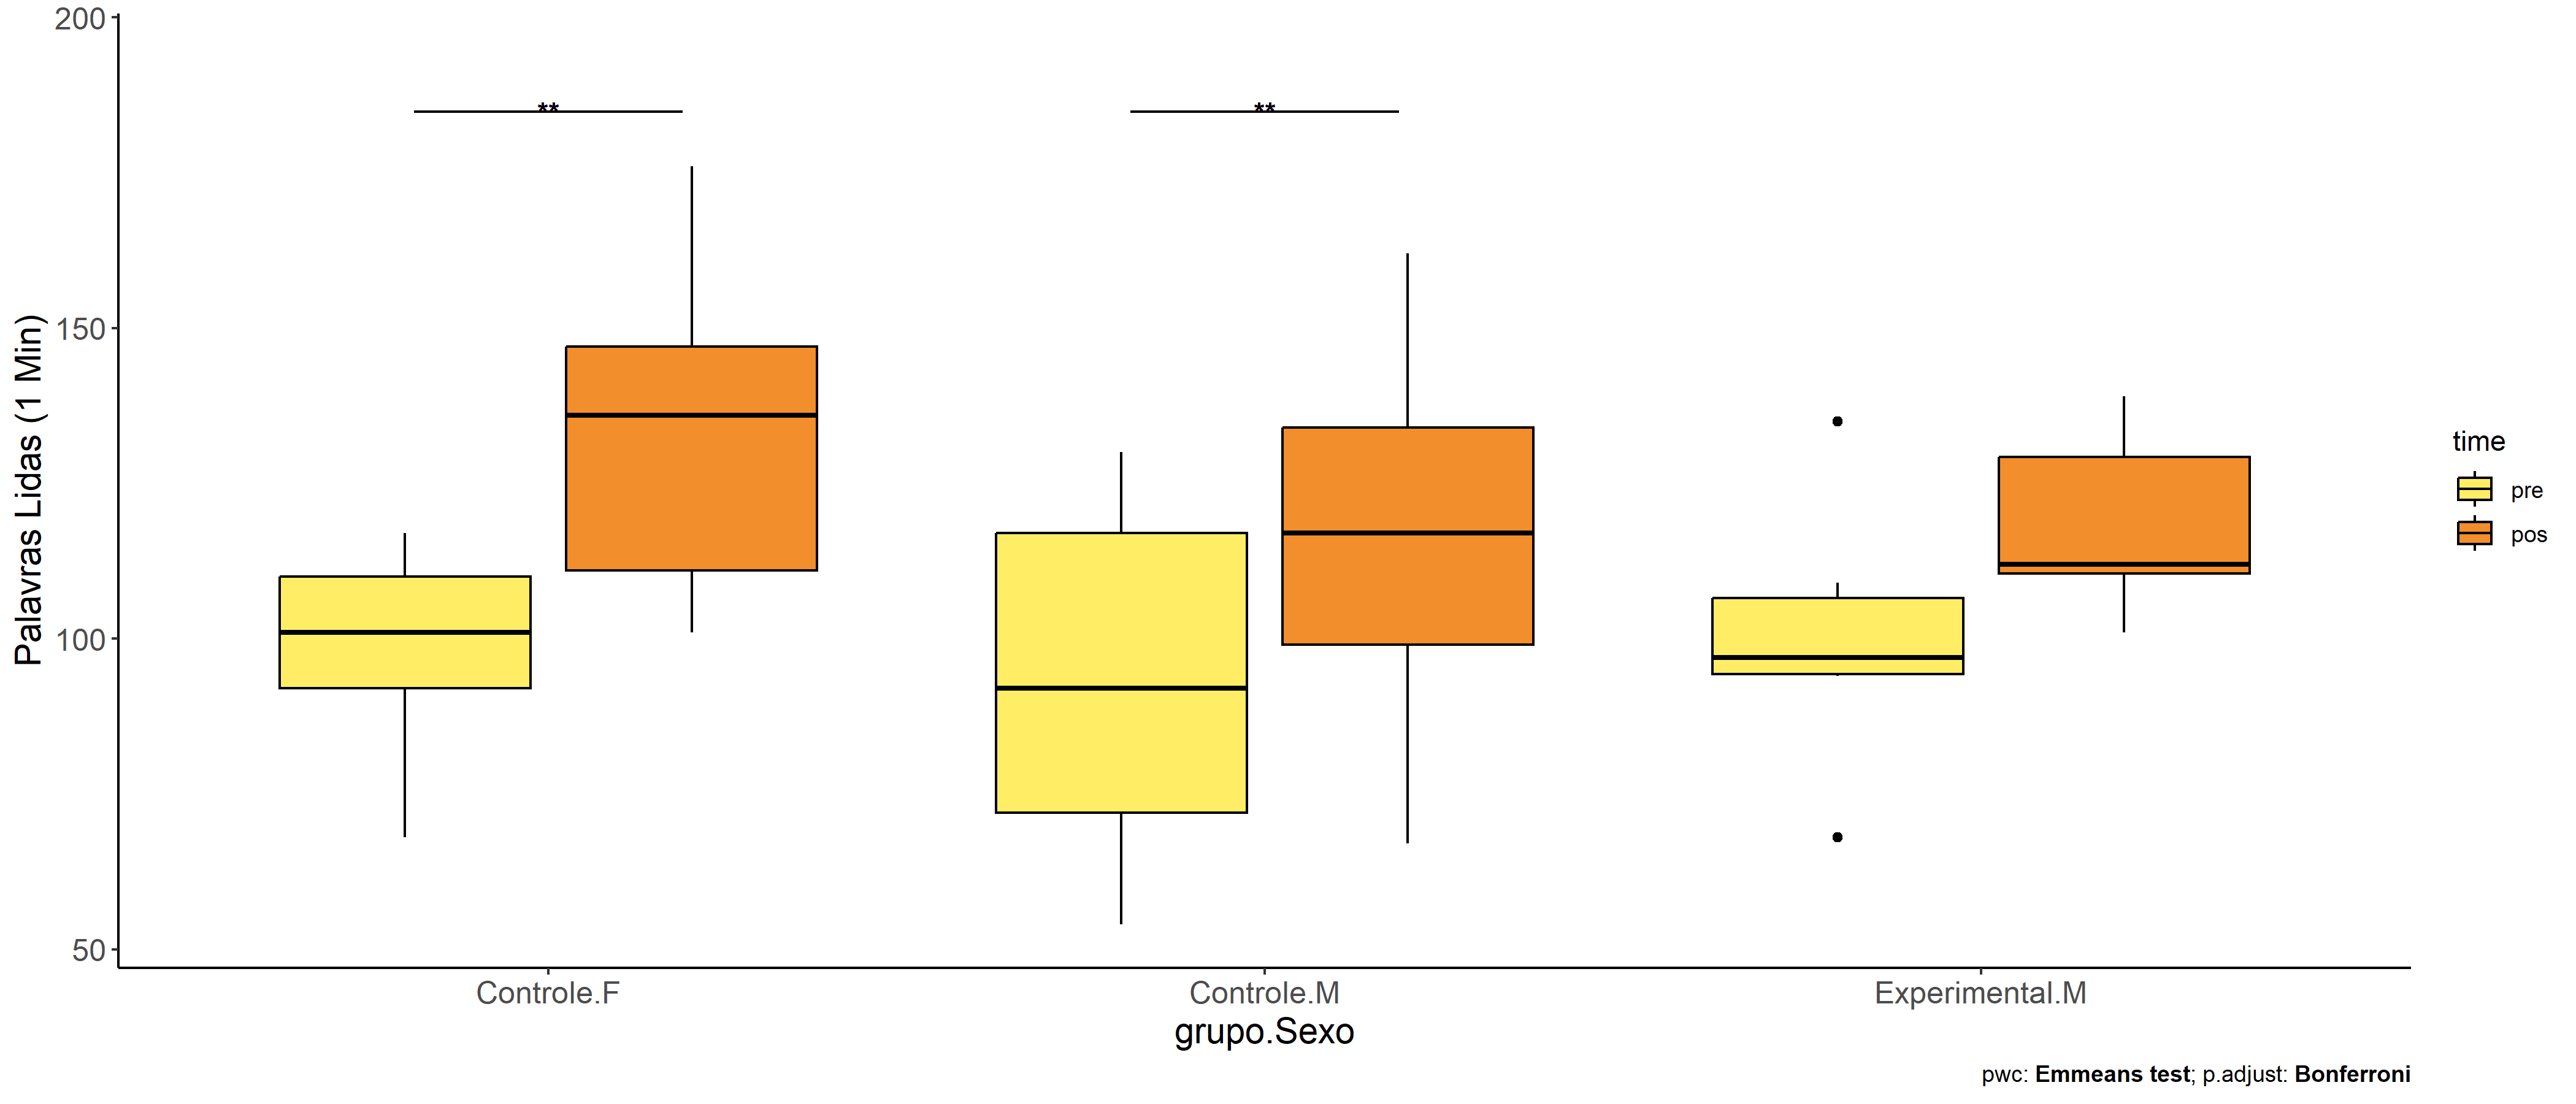 200
150
100
50
Palavras Lidas (1 Min)
**
**
Controle.F
Controle.M
Experimental.M
grupo.Sexo
time
pre
pos
pwc: Emmeans test; p.adjust: Bonferroni